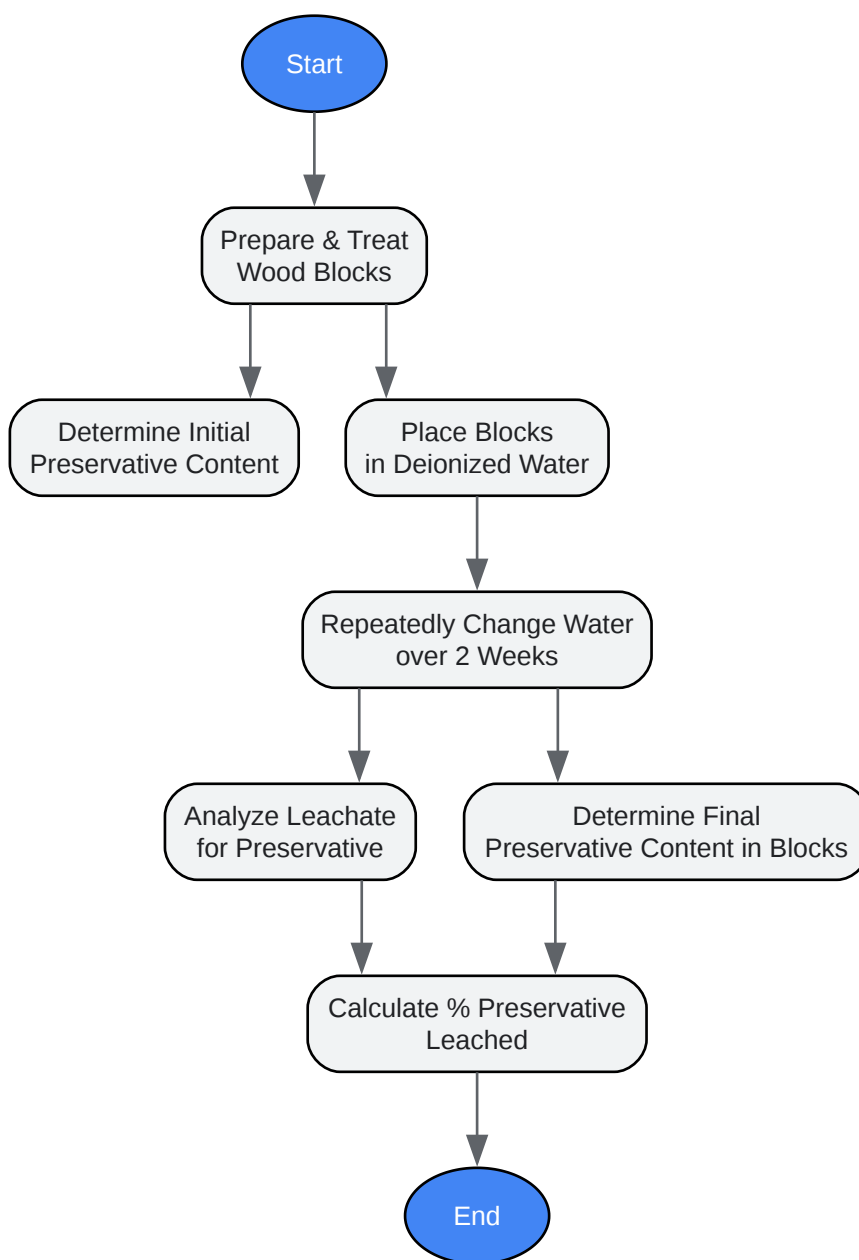 Start
Prepare & Treat
Wood Blocks
Determine Initial
Preservative Content
Place Blocks
in Deionized Water
Repeatedly Change Water
over 2 Weeks
Analyze Leachate
for Preservative
Determine Final
Preservative Content in Blocks
Calculate % Preservative
Leached
End